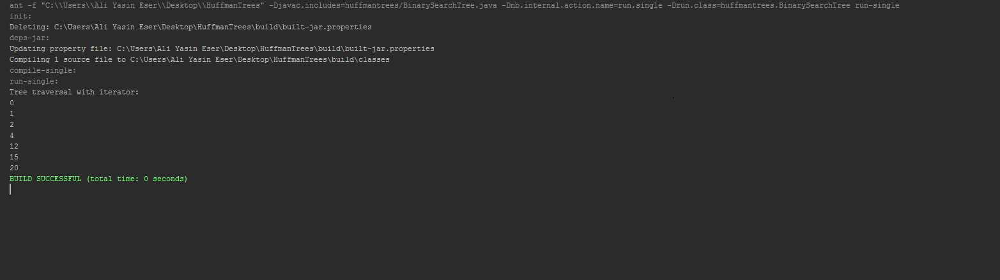 ant -f "C:\\Users\\Ali Yasin Eser\\Desktop\\HuffmanTrees" -Djavac.includes=huffmantrees/BinarySearchTree.java -Dnb.internal.action.name=run.single -Drun.class=huffmantrees.BinarySearchTree run-single
init:
Deleting: C:\Users\Ali Yasin Eser\Desktop\HuffmanTrees\build\built-jar.properties
deps-jar:
Updating property file: C:\Users\Ali Yasin Eser\Desktop\HuffmanTrees\build\built-jar.properties
Compiling 1 source file to C:\Users\Ali Yasin Eser\Desktop\HuffmanTrees\build\classes
compile-single:
run-single:
Tree traversal with iterator:
0
1
2
4
12
15
20
BUILD SUCCESSFUL (total time: 0 seconds)